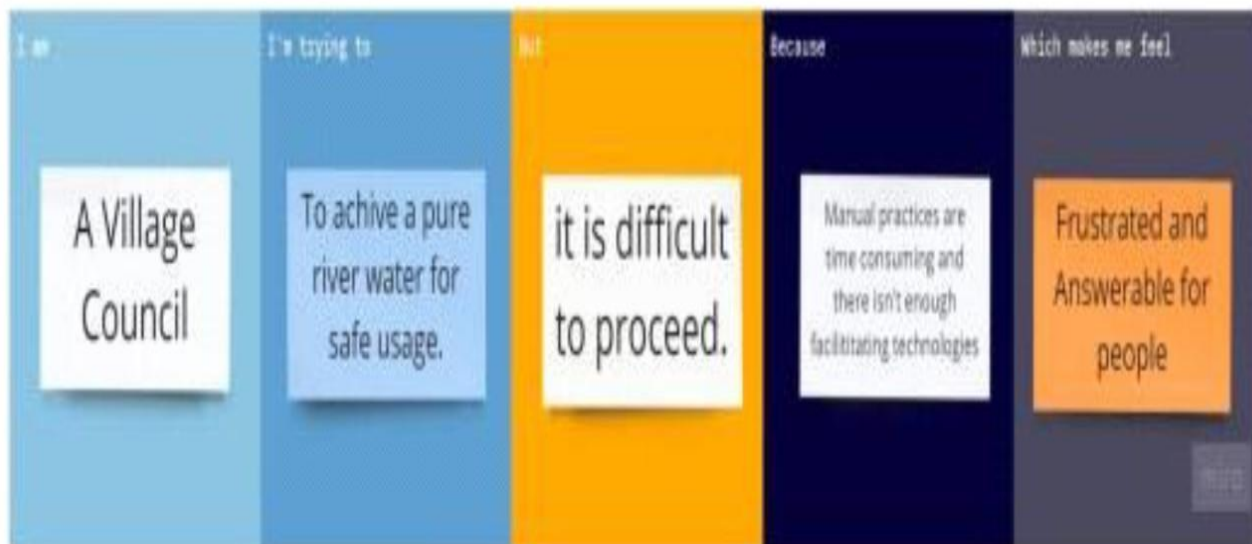 I am
A Village
Council
I'm trying to
To achive a pure
river water for
safe usage.
But
it is difficult
to proceed.
Because
Manual practices are
time consuming and
there isn't enough
facilititating technologies
Which makes me feel
Frustrated and
Answerable for
people
miro